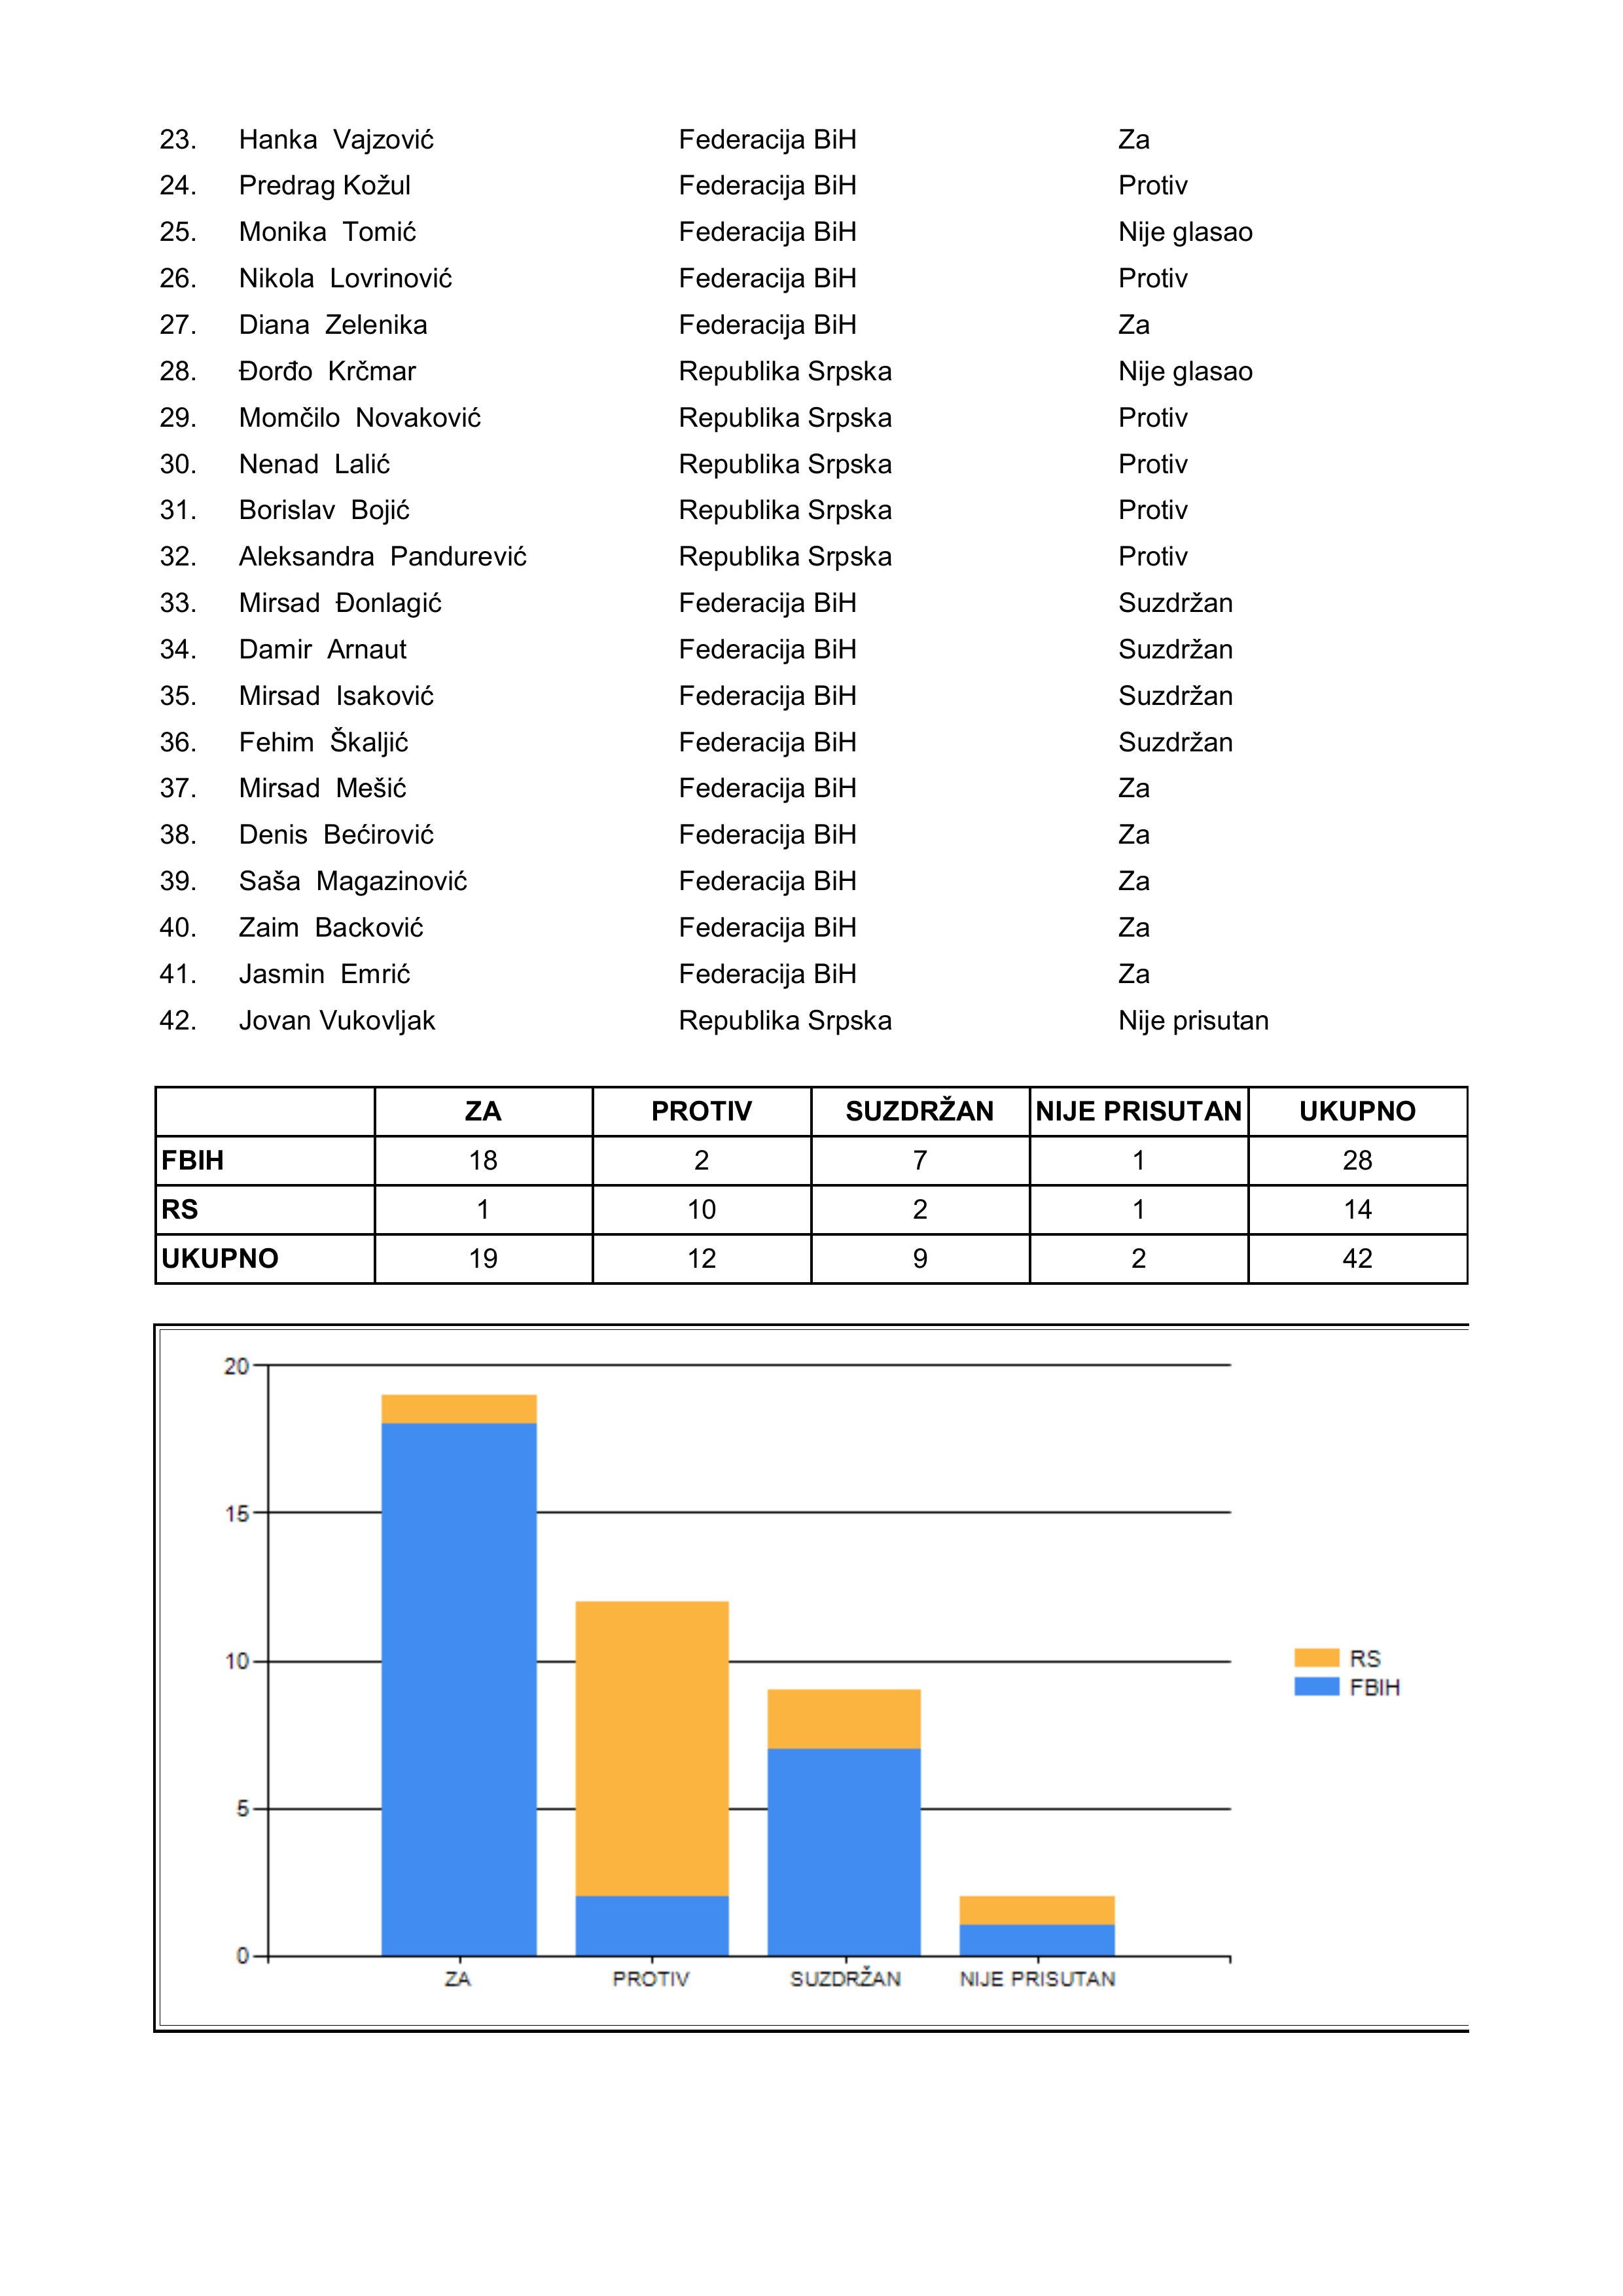 23. Hanka Vajzović Federacija BiH Za
24. Predrag Kožul Federacija BiH Protiv
25. Monika Tomić Federacija BiH Nije glasao
26. Nikola Lovrinović Federacija BiH Protiv
27. Diana Zelenika Federacija BiH Za
28. Đorđo Krčmar Republika Srpska Nije glasao
29. Momčilo Novaković Republika Srpska Protiv
30. Nenad Lalić Republika Srpska Protiv
31. Borislav Bojić Republika Srpska Protiv
32. Aleksandra Pandurević Republika Srpska Protiv
33. Mirsad Đonlagić Federacija BiH Suzdržan
34. Damir Arnaut Federacija BiH Suzdržan
35. Mirsad Isaković Federacija BiH Suzdržan
36. Fehim Škaljić Federacija BiH Suzdržan
37. Mirsad Mešić Federacija BiH Za
38. Denis Bećirović Federacija BiH Za
39. Saša Magazinović Federacija BiH Za
40. Zaim Backović Federacija BiH Za
41. Jasmin Emrić Federacija BiH Za
42. Jovan Vukovljak Republika Srpska Nije prisutan
ZA PROTIV SUZDRŽAN NIJE PRISUTAN UKUPNO
FBIH 18 2 7 1 28
RS 1 10 2 1 14
UKUPNO 19 12 9 2 42
20
15
10
5
0
ZA PROTIV SUZDRŽAN NIJE PRISUTAN
RS
FBIH